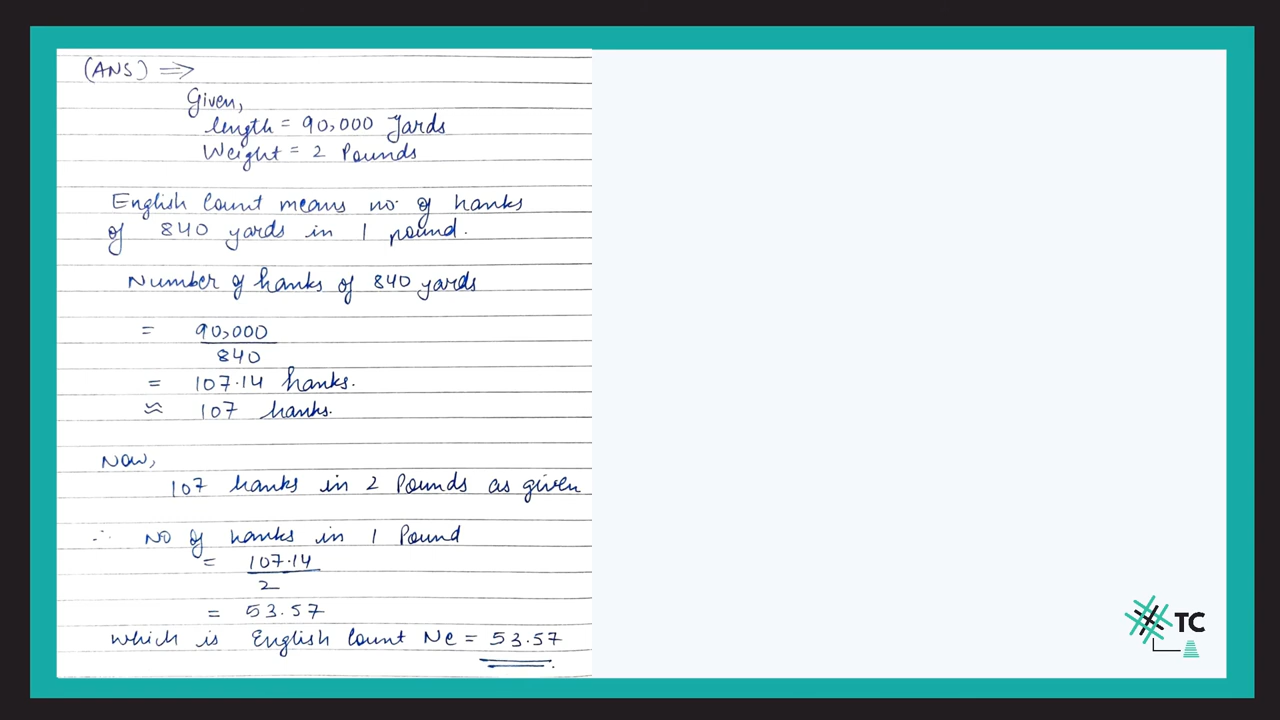 (ANS) ⇒
Given,
length = 90,000 Yards
Weight = 2 Pounds
English Count means no. of hanks
of 840 yards in 1 pound.
Number of hanks of 840 yards
= 90,000
840
= 107.14 hanks.
≈ 107 hanks.
Now,
107 hanks in 2 Pounds as given
∴ NO of hanks in 1 Pound
= 107.14
2
= 53.57
which is English Count Ne = 53.57
TC